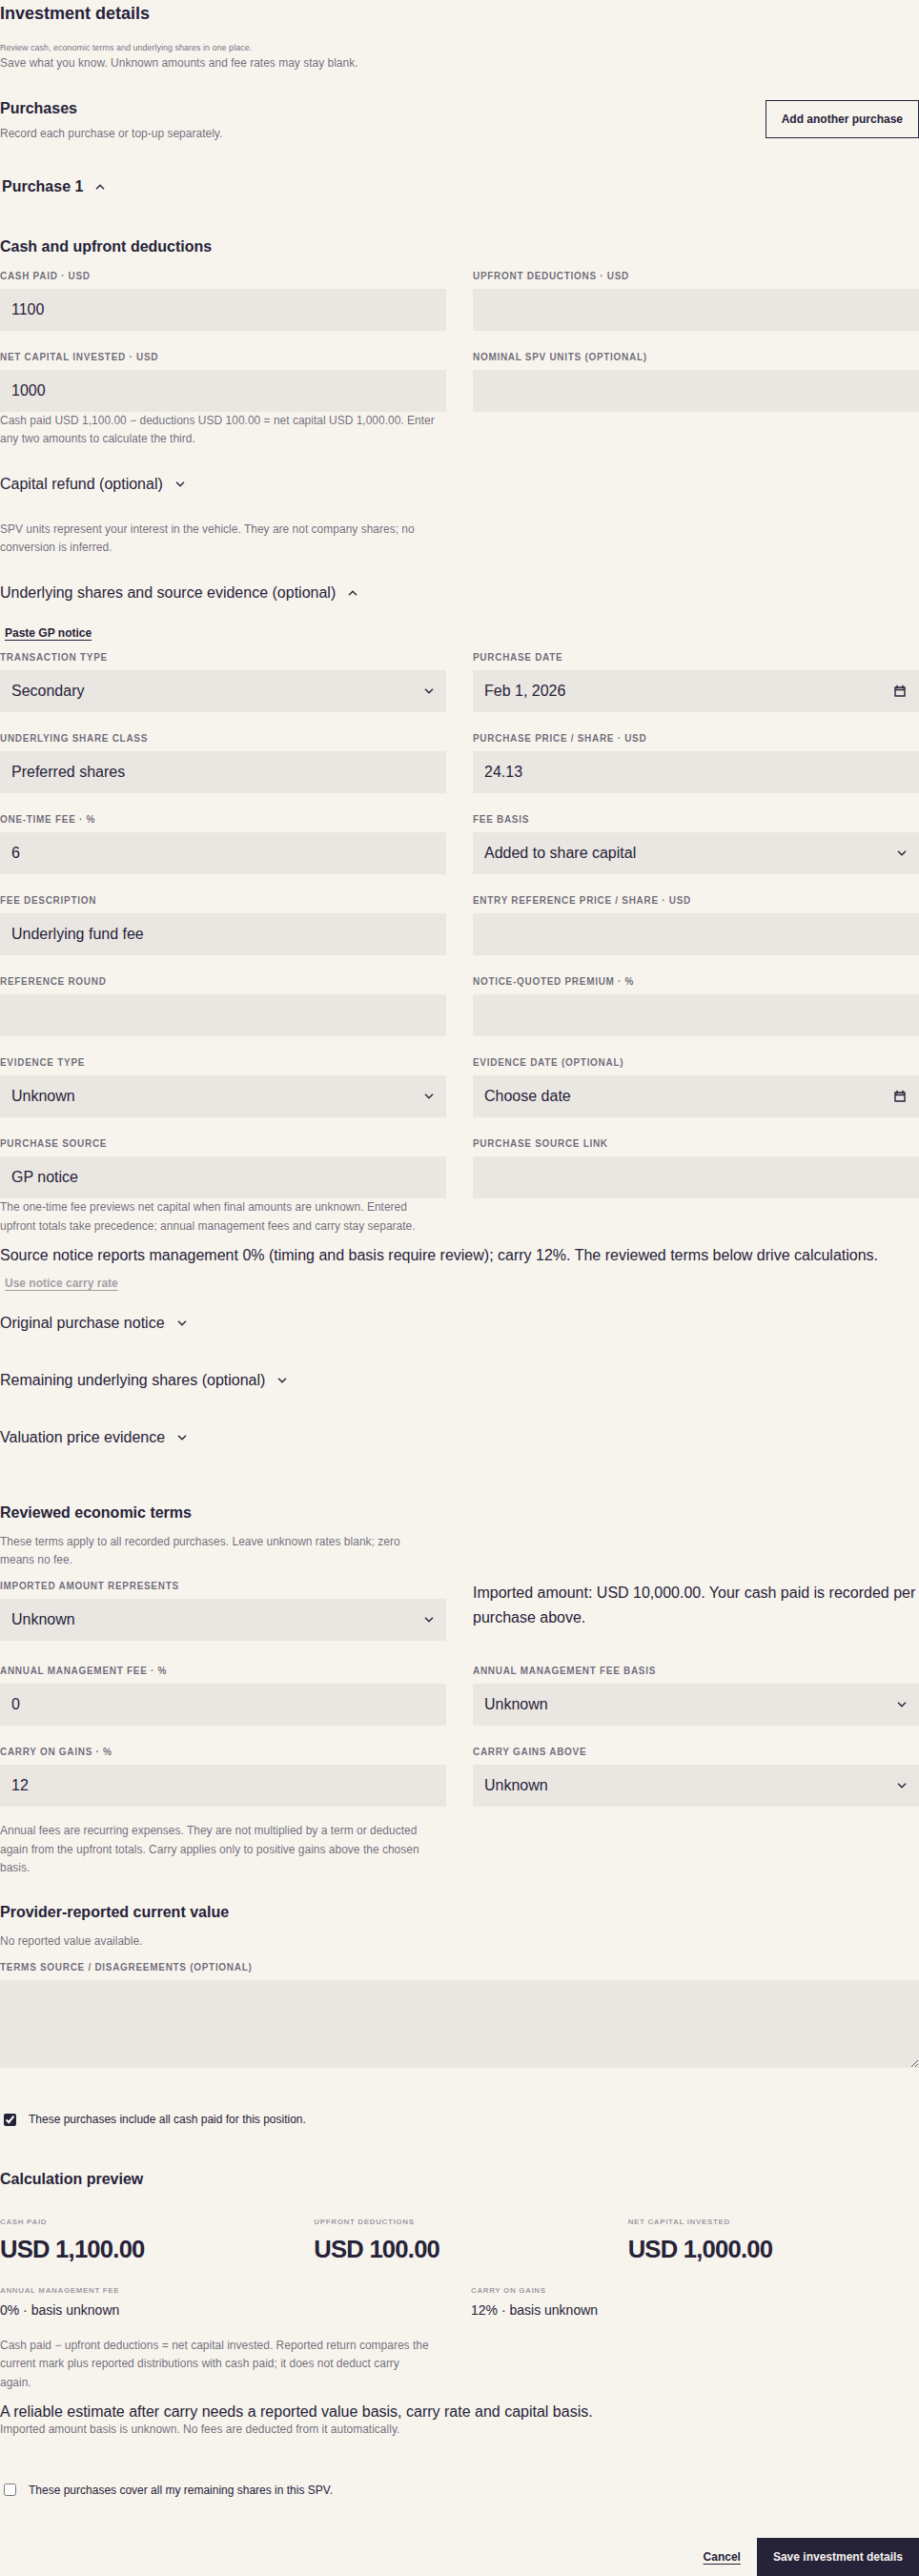 Investment details
Review cash, economic terms and underlying shares in one place.
Save what you know. Unknown amounts and fee rates may stay blank.
Purchases
Add another purchase
Record each purchase or top-up separately.
Purchase 1
Cash and upfront deductions
CASH PAID · USD
UPFRONT DEDUCTIONS · USD
1100
NET CAPITAL INVESTED · USD
NOMINAL SPV UNITS (OPTIONAL)
1000
Cash paid USD 1,100.00 − deductions USD 100.00 = net capital USD 1,000.00. Enter
any two amounts to calculate the third.
Capital refund (optional)
SPV units represent your interest in the vehicle. They are not company shares; no
conversion is inferred.
Underlying shares and source evidence (optional)
Paste GP notice
TRANSACTION TYPE
PURCHASE DATE
Secondary
Feb 1, 2026
UNDERLYING SHARE CLASS
PURCHASE PRICE / SHARE · USD
Preferred shares
24.13
ONE-TIME FEE · %
FEE BASIS
6
Added to share capital
FEE DESCRIPTION
ENTRY REFERENCE PRICE / SHARE · USD
Underlying fund fee
REFERENCE ROUND
NOTICE-QUOTED PREMIUM · %
EVIDENCE TYPE
EVIDENCE DATE (OPTIONAL)
Unknown
Choose date
PURCHASE SOURCE
PURCHASE SOURCE LINK
GP notice
The one-time fee previews net capital when final amounts are unknown. Entered
upfront totals take precedence; annual management fees and carry stay separate.
Source notice reports management 0% (timing and basis require review); carry 12%. The reviewed terms below drive calculations.
Use notice carry rate
Original purchase notice
Remaining underlying shares (optional)
Valuation price evidence
Reviewed economic terms
These terms apply to all recorded purchases. Leave unknown rates blank; zero
means no fee.
IMPORTED AMOUNT REPRESENTS
Unknown
Imported amount: USD 10,000.00. Your cash paid is recorded per
purchase above.
ANNUAL MANAGEMENT FEE · %
ANNUAL MANAGEMENT FEE BASIS
0
Unknown
CARRY ON GAINS · %
CARRY GAINS ABOVE
12
Unknown
Annual fees are recurring expenses. They are not multiplied by a term or deducted
again from the upfront totals. Carry applies only to positive gains above the chosen
basis.
Provider-reported current value
No reported value available.
TERMS SOURCE / DISAGREEMENTS (OPTIONAL)
These purchases include all cash paid for this position.
Calculation preview
CASH PAID
UPFRONT DEDUCTIONS
NET CAPITAL INVESTED
USD 1,100.00
USD 100.00
USD 1,000.00
ANNUAL MANAGEMENT FEE
CARRY ON GAINS
0% · basis unknown
12% · basis unknown
Cash paid − upfront deductions = net capital invested. Reported return compares the
current mark plus reported distributions with cash paid; it does not deduct carry
again.
A reliable estimate after carry needs a reported value basis, carry rate and capital basis.
Imported amount basis is unknown. No fees are deducted from it automatically.
These purchases cover all my remaining shares in this SPV.
Cancel
Save investment details